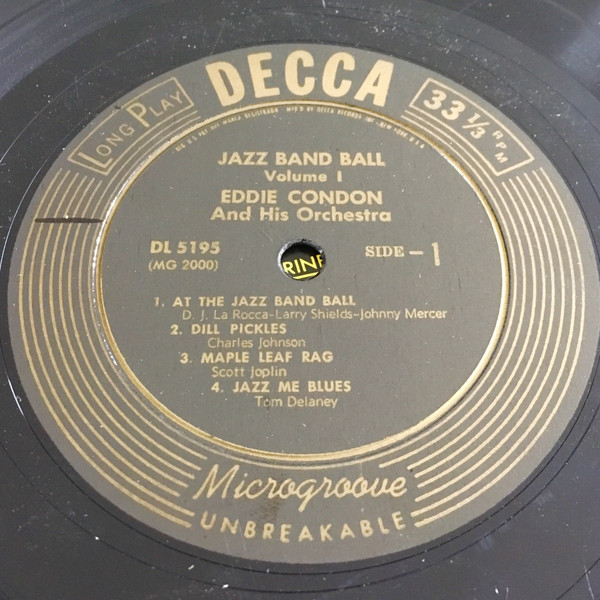 DECCA
LONG PLAY
33 1/3 RPM
JAZZ BAND BALL
Volume I
EDDIE CONDON
And His Orchestra
DL 5195
(MG 2000)
SIDE - 1
RINE
1. AT THE JAZZ BAND BALL
D. J. La Rocca-Larry Shields-Johnny Mercer
2. DILL PICKLES
Charles Johnson
3. MAPLE LEAF RAG
Scott Joplin
4. JAZZ ME BLUES
Tom Delaney
Microgroove
UNBREAKABLE